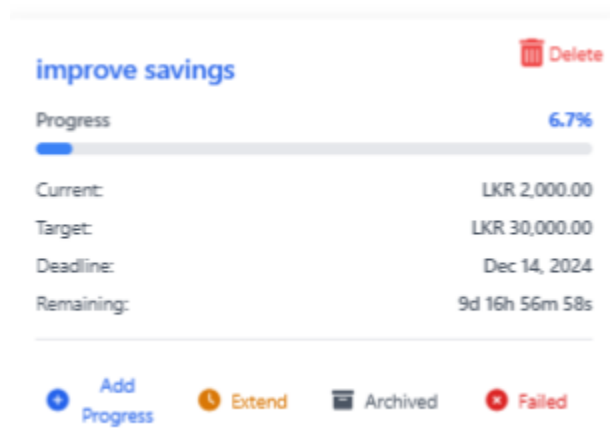 Delete
improve savings
Progress 6.7%
Current: LKR 2,000.00
Target: LKR 30,000.00
Deadline: Dec 14, 2024
Remaining: 9d 16h 56m 58s
Add Progress
Extend
Archived
Failed